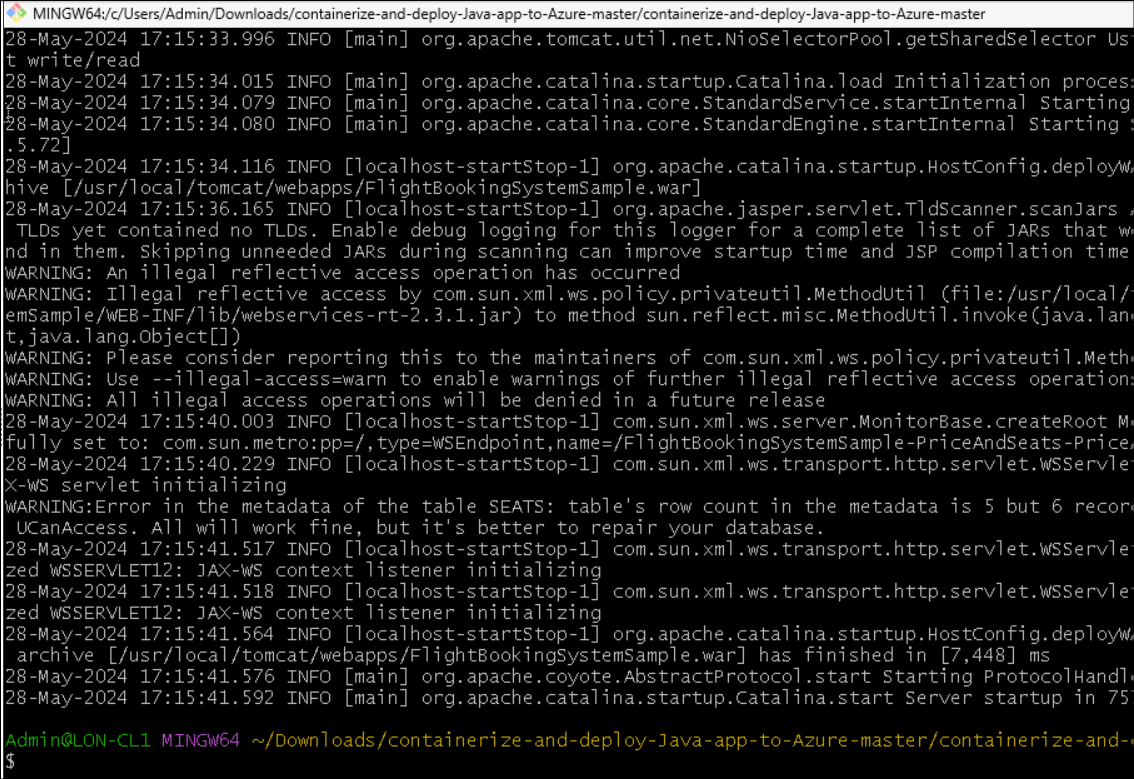 MINGW64:/c/Users/Admin/Downloads/containerize-and-deploy-Java-app-to-Azure-master/containerize-and-deploy-Java-app-to-Azure-master
28-May-2024 17:15:33.996 INFO [main] org.apache.tomcat.util.net.NioSelectorPool.getSharedSelector Us
t write/read
28-May-2024 17:15:34.015 INFO [main] org.apache.catalina.startup.Catalina.load Initialization proces
28-May-2024 17:15:34.079 INFO [main] org.apache.catalina.core.StandardService.startInternal Starting
28-May-2024 17:15:34.080 INFO [main] org.apache.catalina.core.StandardEngine.startInternal Starting
.5.72]
28-May-2024 17:15:34.116 INFO [localhost-startStop-1] org.apache.catalina.startup.HostConfig.deployW
hive [/usr/local/tomcat/webapps/FlightBookingSystemSample.war]
28-May-2024 17:15:36.165 INFO [localhost-startStop-1] org.apache.jasper.servlet.TldScanner.scanJars
TLDs yet contained no TLDs. Enable debug logging for this logger for a complete list of JARs that w
nd in them. Skipping unneeded JARs during scanning can improve startup time and JSP compilation time
WARNING: An illegal reflective access operation has occurred
WARNING: Illegal reflective access by com.sun.xml.ws.policy.privateutil.MethodUtil (file:/usr/local/
emSample/WEB-INF/lib/webservices-rt-2.3.1.jar) to method sun.reflect.misc.MethodUtil.invoke(java.lan
t,java.lang.Object[])
WARNING: Please consider reporting this to the maintainers of com.sun.xml.ws.policy.privateutil.Meth
WARNING: Use --illegal-access=warn to enable warnings of further illegal reflective access operation
WARNING: All illegal access operations will be denied in a future release
28-May-2024 17:15:40.003 INFO [localhost-startStop-1] com.sun.xml.ws.server.MonitorBase.createRoot M
fully set to: com.sun.metro:pp=/,type=WSEndpoint,name=/FlightBookingSystemSample-PriceAndSeats-Price
28-May-2024 17:15:40.229 INFO [localhost-startStop-1] com.sun.xml.ws.transport.http.servlet.WSServle
X-WS servlet initializing
WARNING:Error in the metadata of the table SEATS: table's row count in the metadata is 5 but 6 recor
UCanAccess. All will work fine, but it's better to repair your database.
28-May-2024 17:15:41.517 INFO [localhost-startStop-1] com.sun.xml.ws.transport.http.servlet.WSServle
zed WSSERVLET12: JAX-WS context listener initializing
28-May-2024 17:15:41.518 INFO [localhost-startStop-1] com.sun.xml.ws.transport.http.servlet.WSServle
zed WSSERVLET12: JAX-WS context listener initializing
28-May-2024 17:15:41.564 INFO [localhost-startStop-1] org.apache.catalina.startup.HostConfig.deployW
archive [/usr/local/tomcat/webapps/FlightBookingSystemSample.war] has finished in [7,448] ms
28-May-2024 17:15:41.576 INFO [main] org.apache.coyote.AbstractProtocol.start Starting ProtocolHandl
28-May-2024 17:15:41.592 INFO [main] org.apache.catalina.startup.Catalina.start Server startup in 75
Admin@LON-CL1 MINGW64 ~/Downloads/containerize-and-deploy-Java-app-to-Azure-master/containerize-and-
$